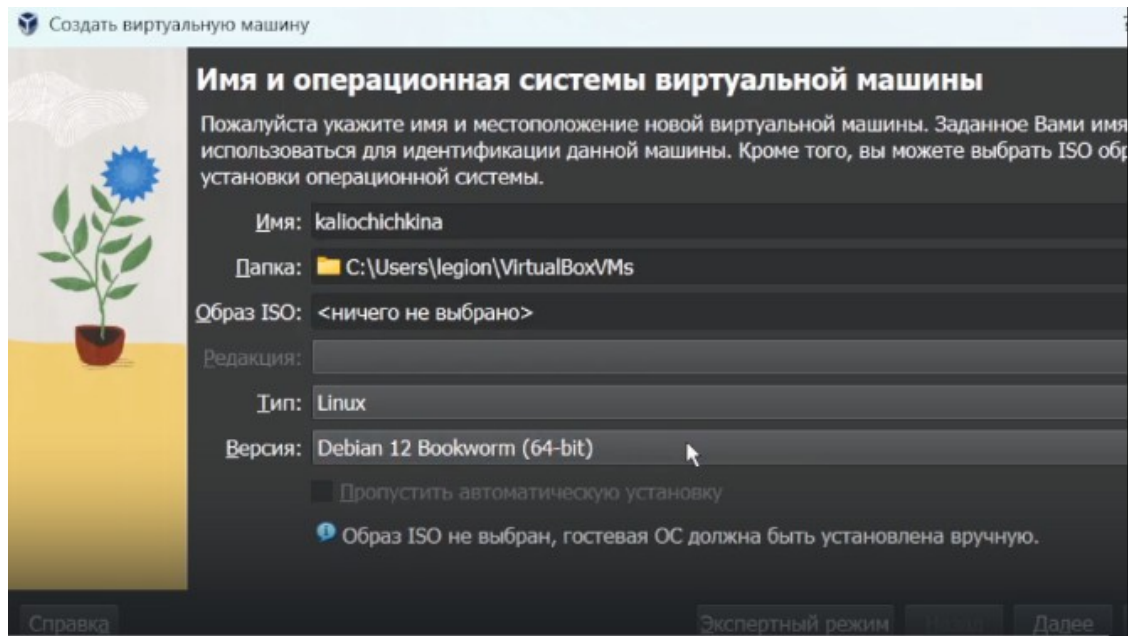 Создать виртуальную машину
Имя и операционная системы виртуальной машины
Пожалуйста укажите имя и местоположение новой виртуальной машины. Заданное Вами имя
использоваться для идентификации данной машины. Кроме того, вы можете выбрать ISO обр
установки операционной системы.
Имя: kaliochichkina
Папка: C:\Users\legion\VirtualBoxVMs
Образ ISO: <ничего не выбрано>
Редакция:
Тип: Linux
Версия: Debian 12 Bookworm (64-bit)
Пропустить автоматическую установку
Образ ISO не выбран, гостевая ОС должна быть установлена вручную.
Справка Экспертный режим Назад Далее